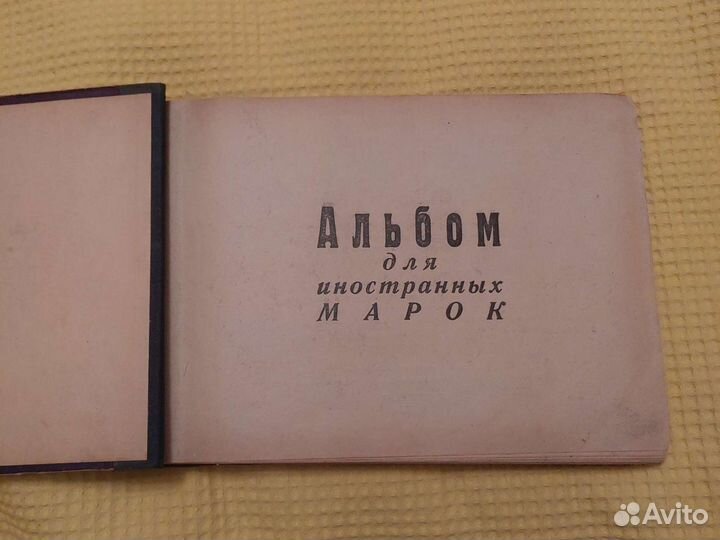 Альбом
для
иностранных
МАРОК
Avito